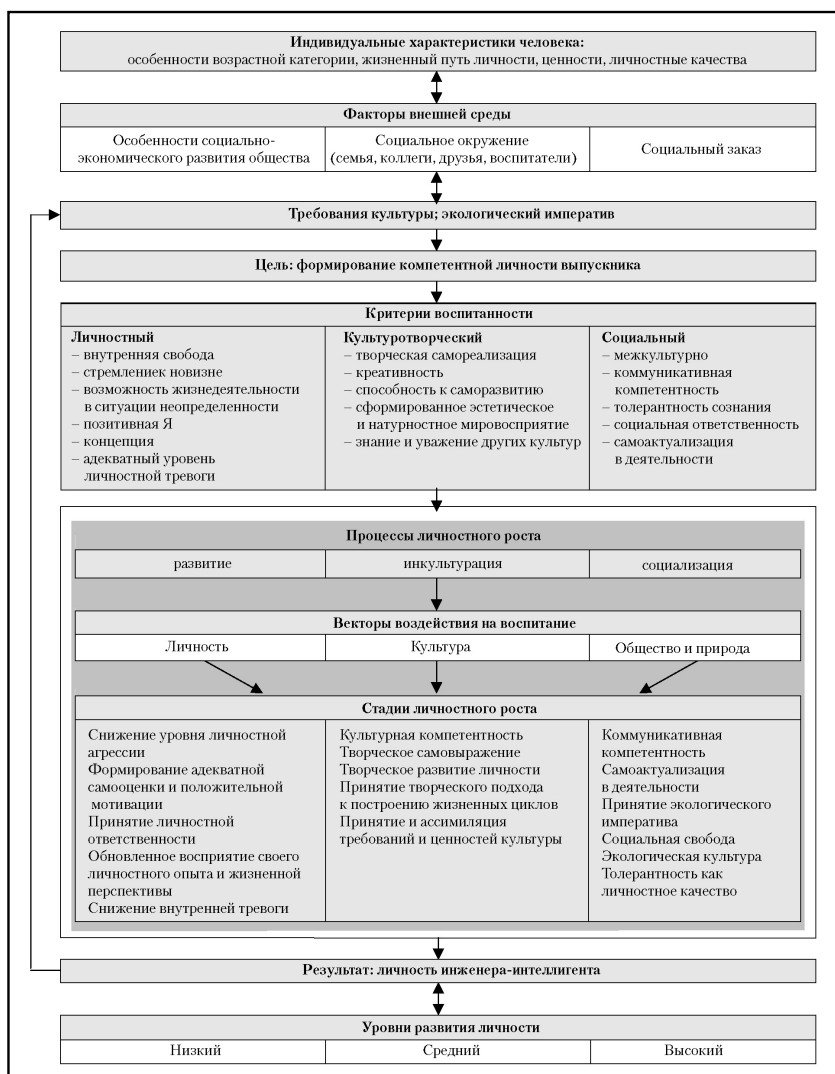 Индивидуальные характеристики человека:
особенности возрастной категории, жизненный путь личности, ценности, личностные качества
Факторы внешней среды
Особенности социально-
экономического развития общества
Социальное окружение
(семья, коллеги, друзья, воспитатели)
Социальный заказ
Требования культуры; экологический императив
Цель: формирование компетентной личности выпускника
Критерии воспитанности
Личностный
– внутренняя свобода
– стремлениек новизне
– возможность жизнедеятельности
в ситуации неопределенности
– позитивная Я
– концепция
– адекватный уровень
личностной тревоги
Культуротворческий
– творческая самореализация
– креативность
– способность к саморазвитию
– сформированное эстетическое
и натурностное мировосприятие
– знание и уважение других культур
Социальный
– межкультурно
– коммуникативная
компетентность
– толерантность сознания
– социальная ответственность
– самоактуализация
в деятельности
Процессы личностного роста
развитие
инкультурация
социализация
Векторы воздействия на воспитание
Личность
Культура
Общество и природа
Стадии личностного роста
Снижение уровня личностной
агрессии
Формирование адекватной
самооценки и положительной
мотивации
Принятие личностной
ответственности
Обновленное восприятие своего
личностного опыта и жизненной
перспективы
Снижение внутренней тревоги
Культурная компетентность
Творческое самовыражение
Творческое развитие личности
Принятие творческого подхода
к построению жизненных циклов
Принятие и ассимиляция
требований и ценностей культуры
Коммуникативная
компетентность
Самоактуализация
в деятельности
Принятие экологического
императива
Социальная свобода
Экологическая культура
Толерантность как
личностное качество
Результат: личность инженера-интеллигента
Уровни развития личности
Низкий
Средний
Высокий